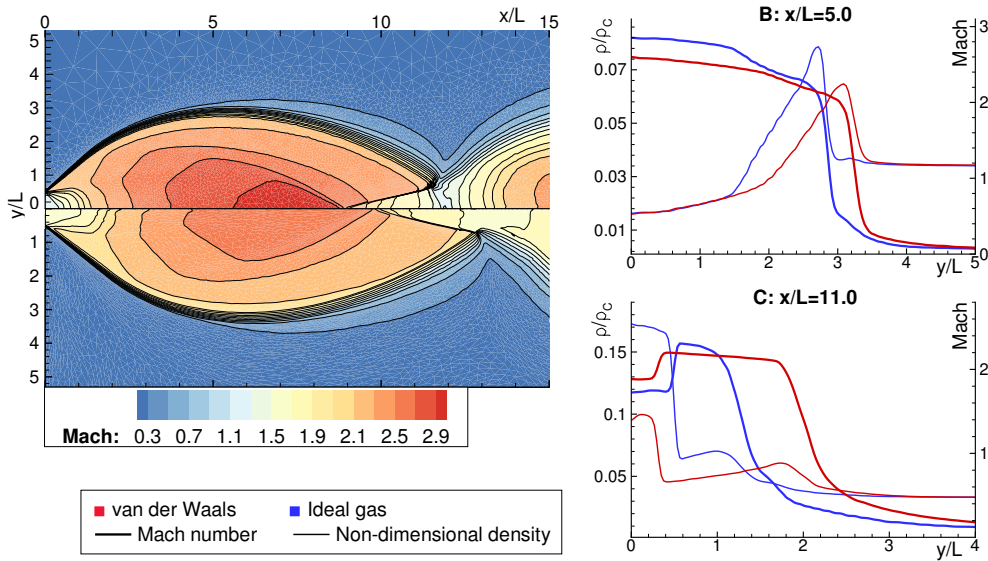 0 5 10 x/L 15
5
4
3
2
1
0
y/L
1
2
3
4
5
Mach: 0.3 0.7 1.1 1.5 1.9 2.1 2.5 2.9
van der Waals Ideal gas
Mach number Non-dimensional density
B: x/L=5.0
ρ/ρc Mach
0.07
0.05
0.03
0.01
3
2
1
0
0 1 2 3 4 5
y/L
C: x/L=11.0
ρ/ρc Mach
0.15
0.1
0.05
2
1
0 1 2 3 4
y/L